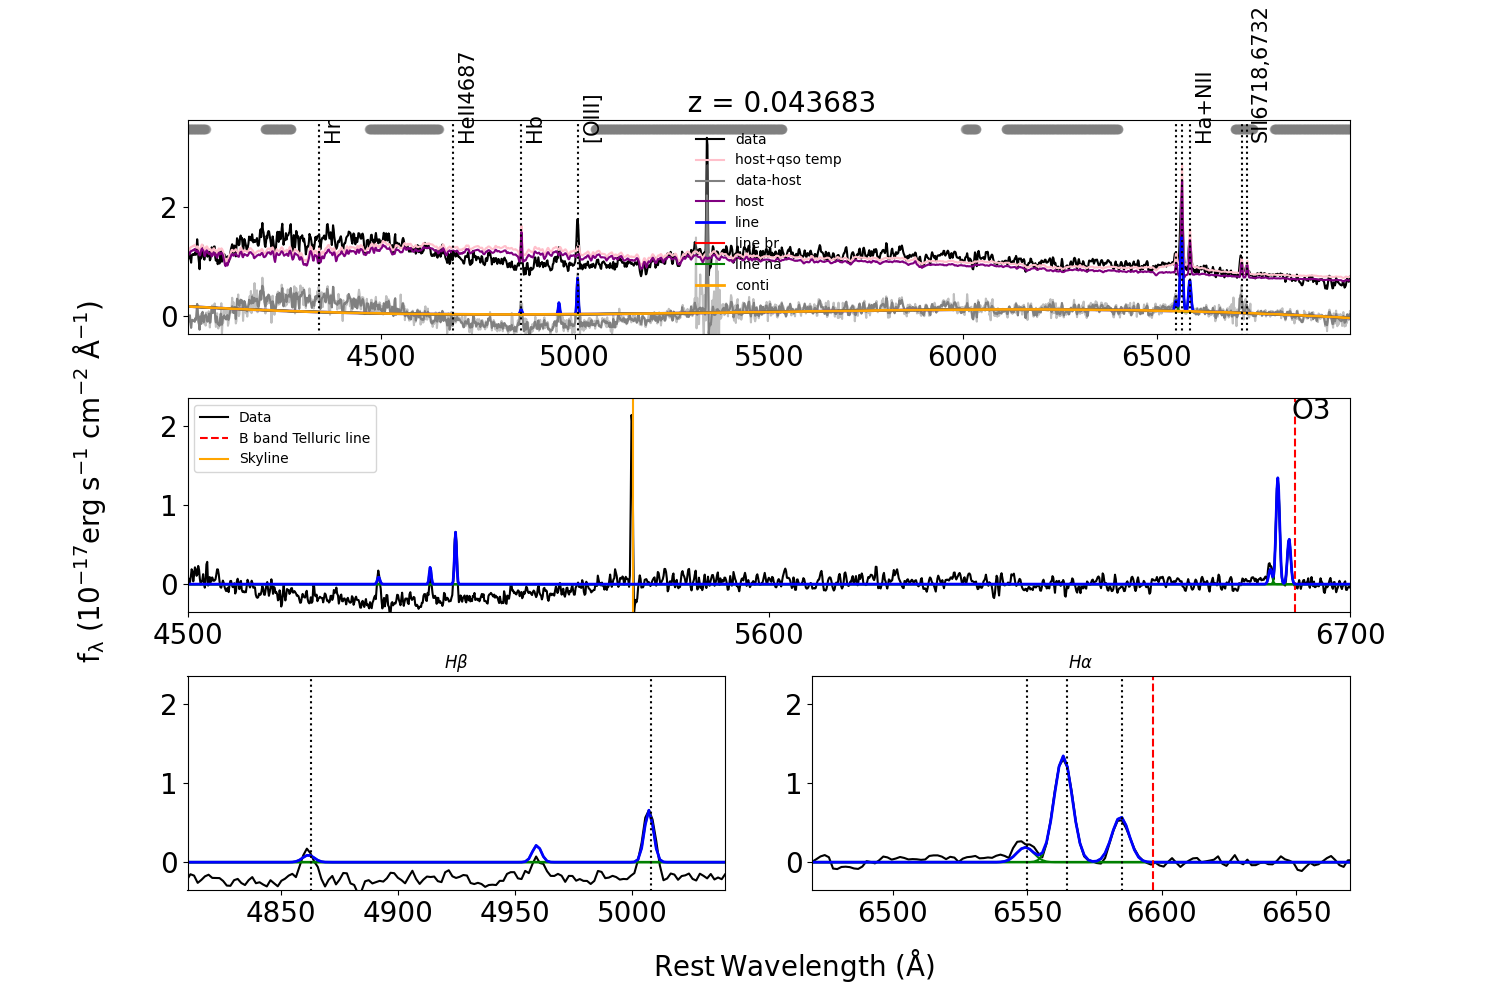 z = 0.043683
Hr
HeII4687
Hb
[OIII]
Ha+NII
SII6718,6732
data
host+qso temp
data-host
host
line
line br
line na
conti
2
0
4500
5000
5500
6000
6500
f_λ (10^{-17}erg s^{-1} cm^{-2} Å^{-1})
Data
B band Telluric line
Skyline
O3
2
1
0
4500
5600
6700
Hβ
2
1
0
4850
4900
4950
5000
Hα
2
1
0
6500
6550
6600
6650
Rest Wavelength (Å)